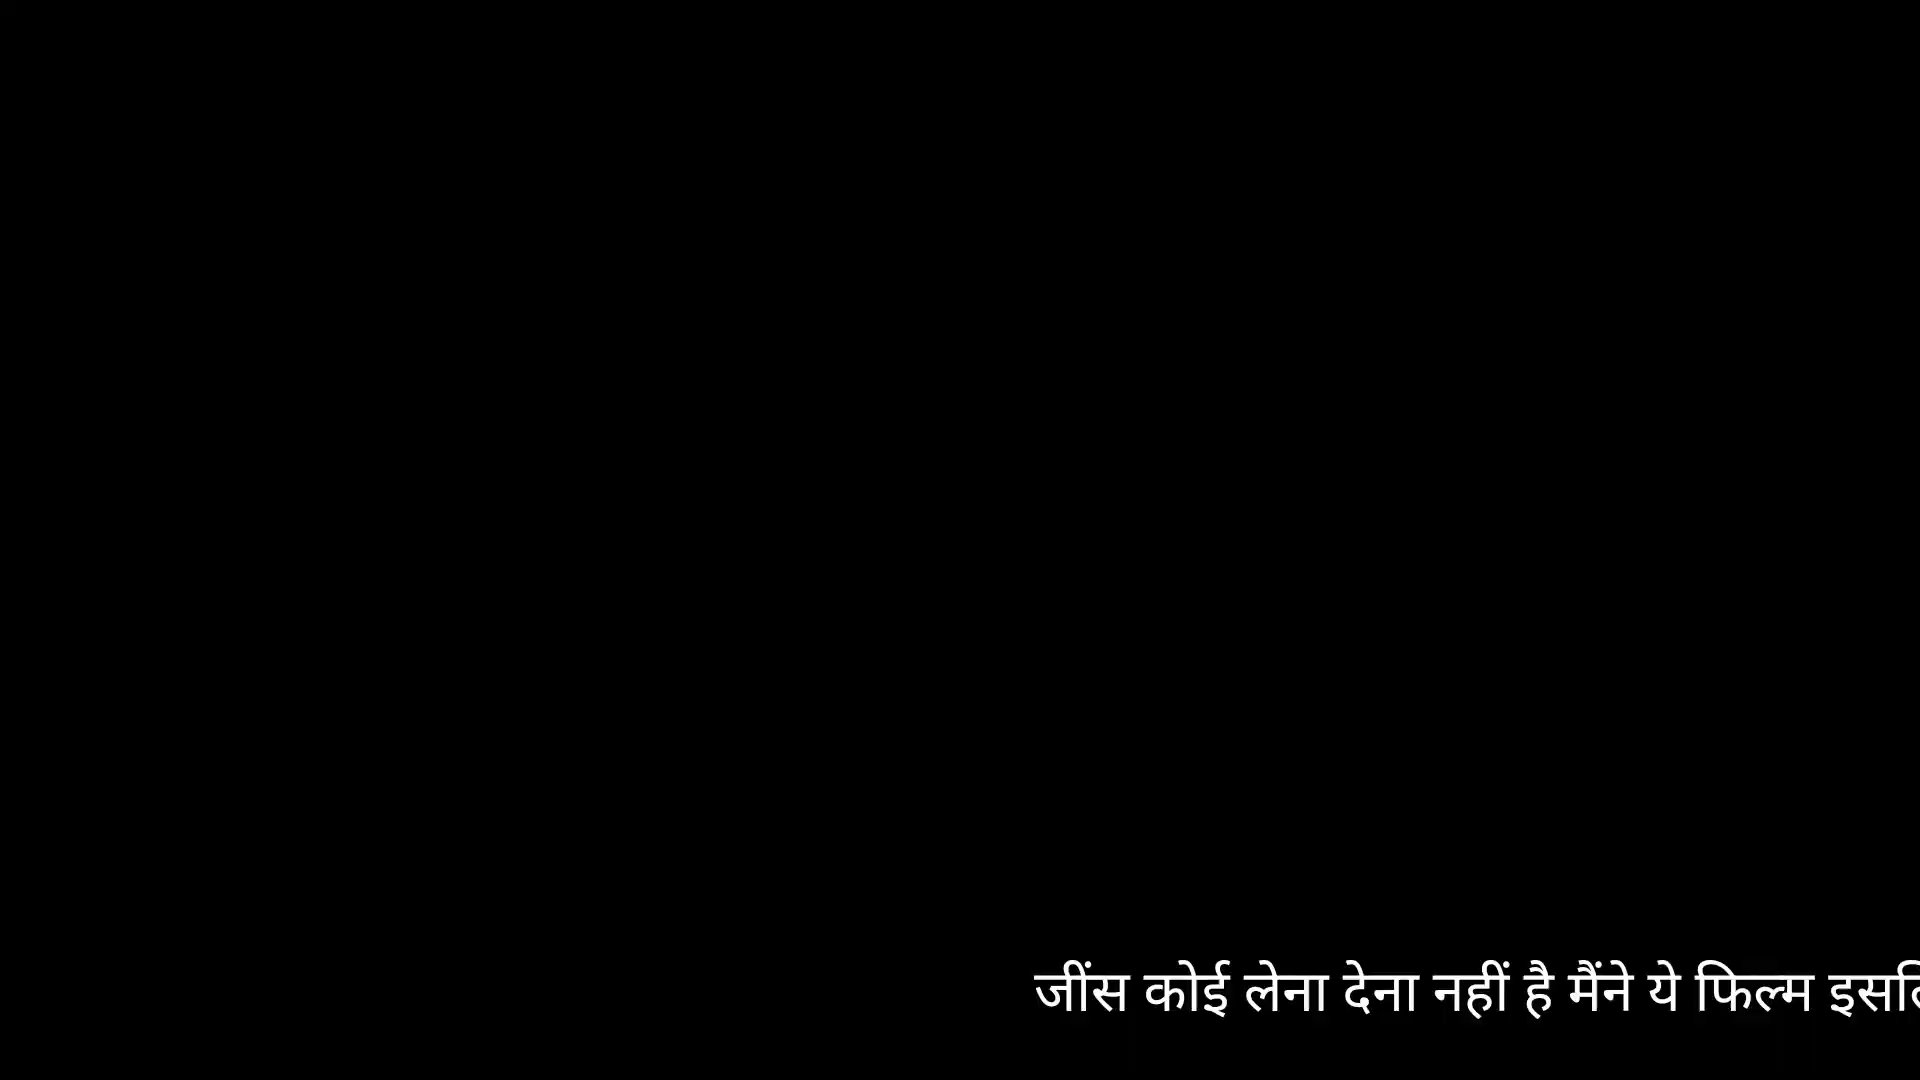 जींस कोई लेना देना नहीं है मैंने ये फिल्म